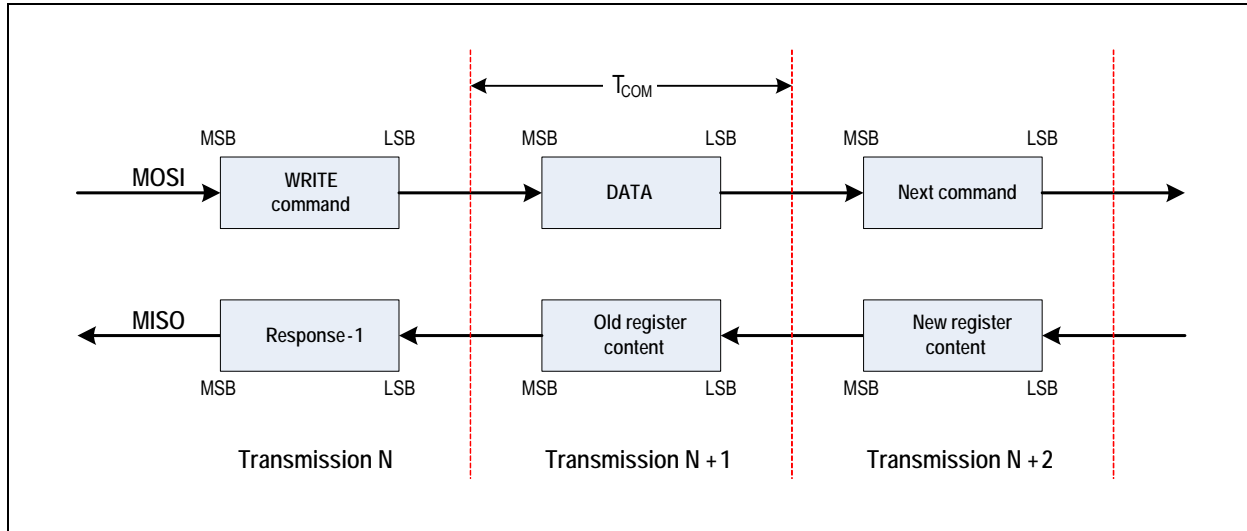 T_COM
MSB LSB MSB LSB MSB LSB
MOSI
WRITE
command
DATA
Next command
MISO
Response-1
Old register
content
New register
content
MSB LSB MSB LSB MSB LSB
Transmission N Transmission N+1 Transmission N+2